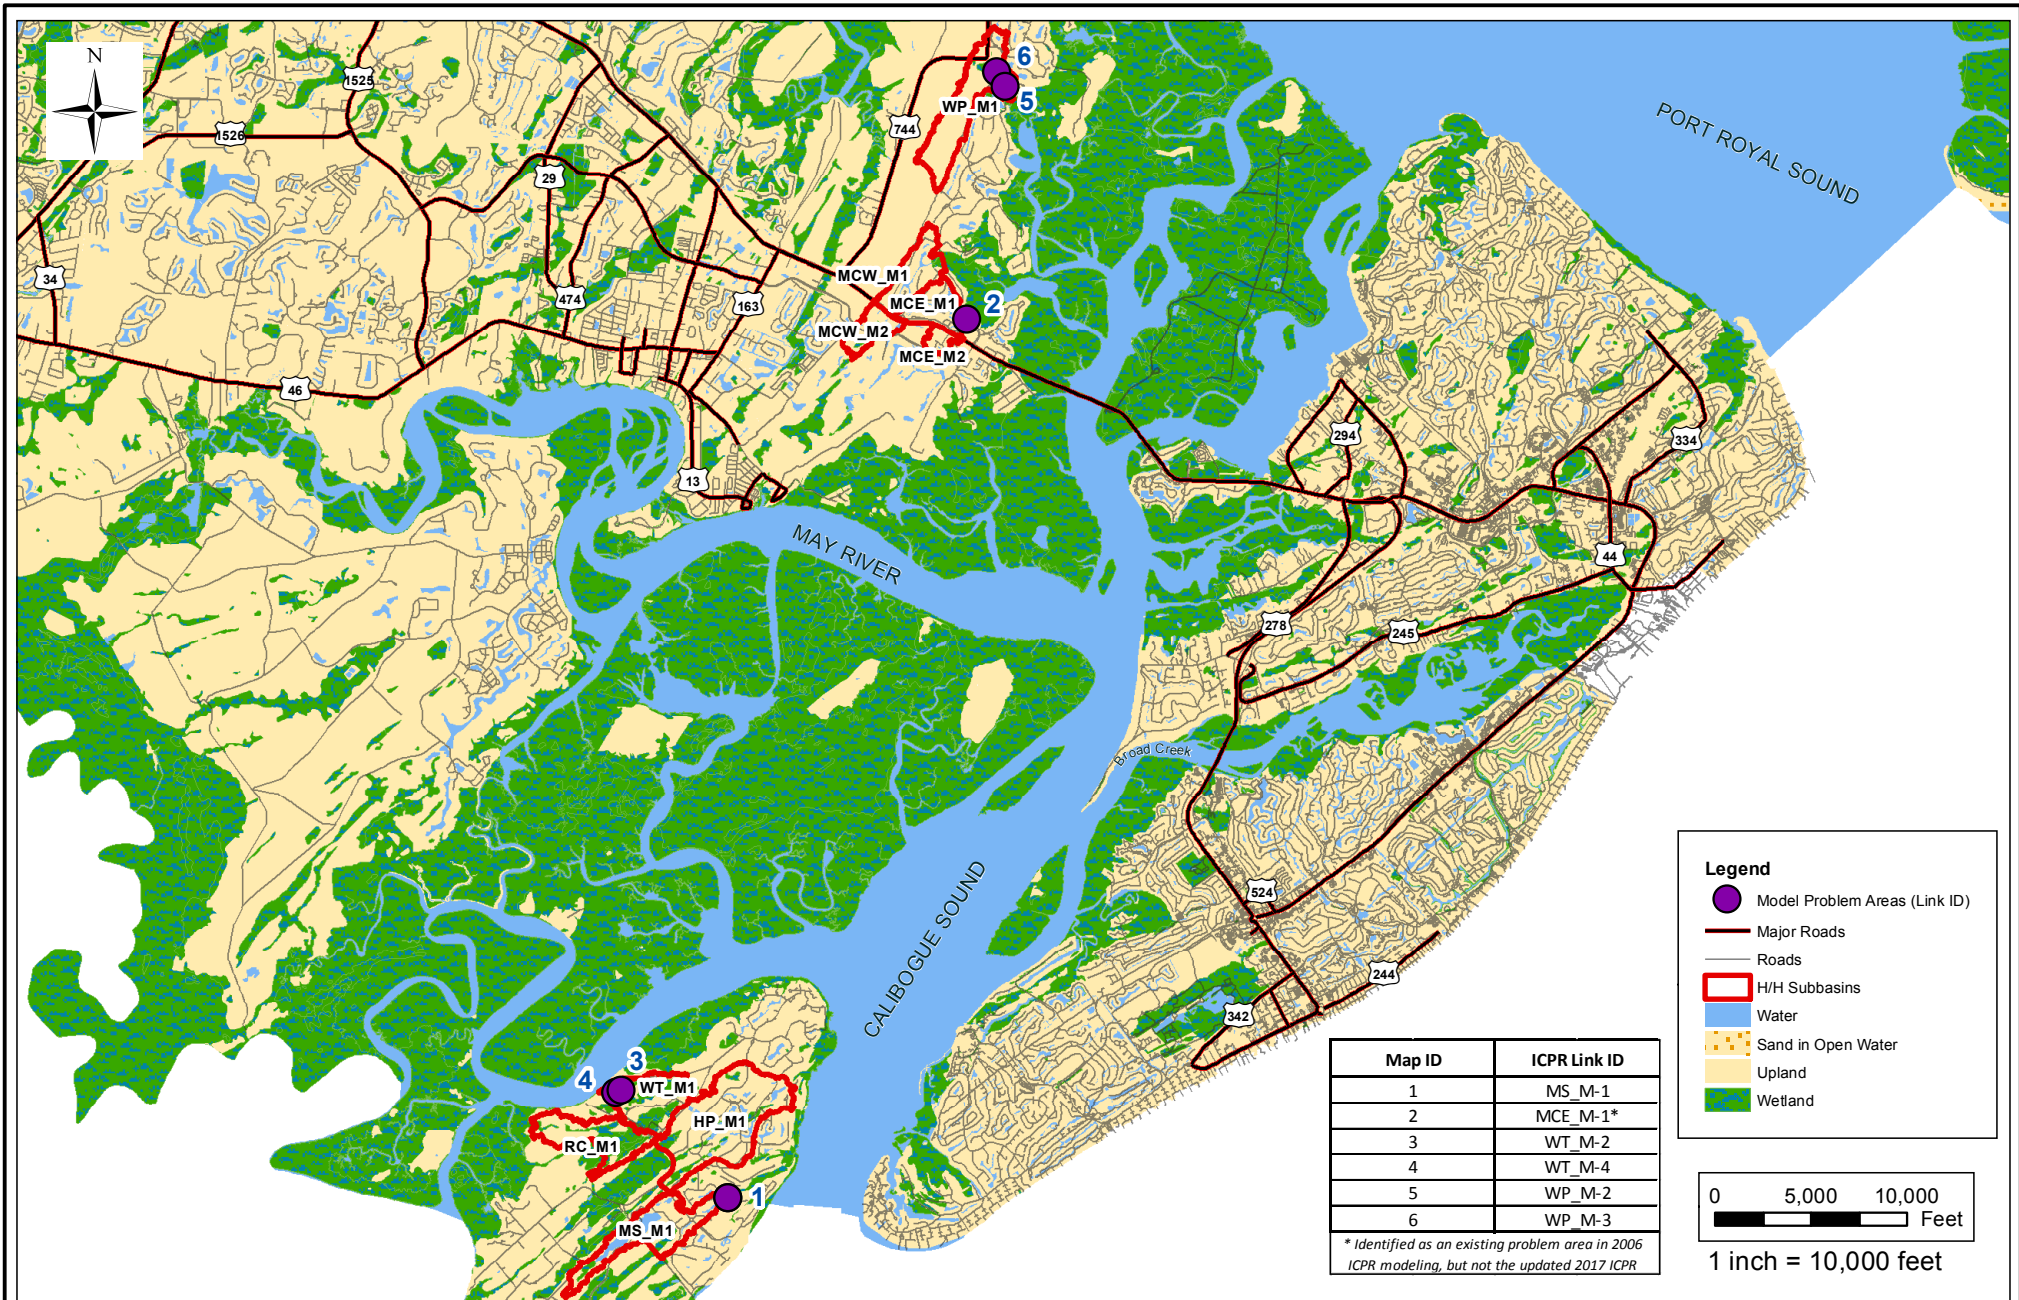 N
1525
1526
29
34
474
163
46
13
744
WP_M1
6
5
MCW_M1
MCE_M1
2
MCW_M2
MCE_M2
PORT ROYAL SOUND
294
334
44
278
245
MAY RIVER
Broad Creek
CALIBOGUE SOUND
524
244
342
3
4
WT_M1
HP_M1
RC_M1
1
MS_M1
Legend
Model Problem Areas (Link ID)
Major Roads
Roads
H/H Subbasins
Water
Sand in Open Water
Upland
Wetland
Map ID ICPR Link ID
1 MS_M-1
2 MCE_M-1*
3 WT_M-2
4 WT_M-4
5 WP_M-2
6 WP_M-3
* Identified as an existing problem area in 2006
ICPR modeling, but not the updated 2017 ICPR
0 5,000 10,000
Feet
1 inch = 10,000 feet